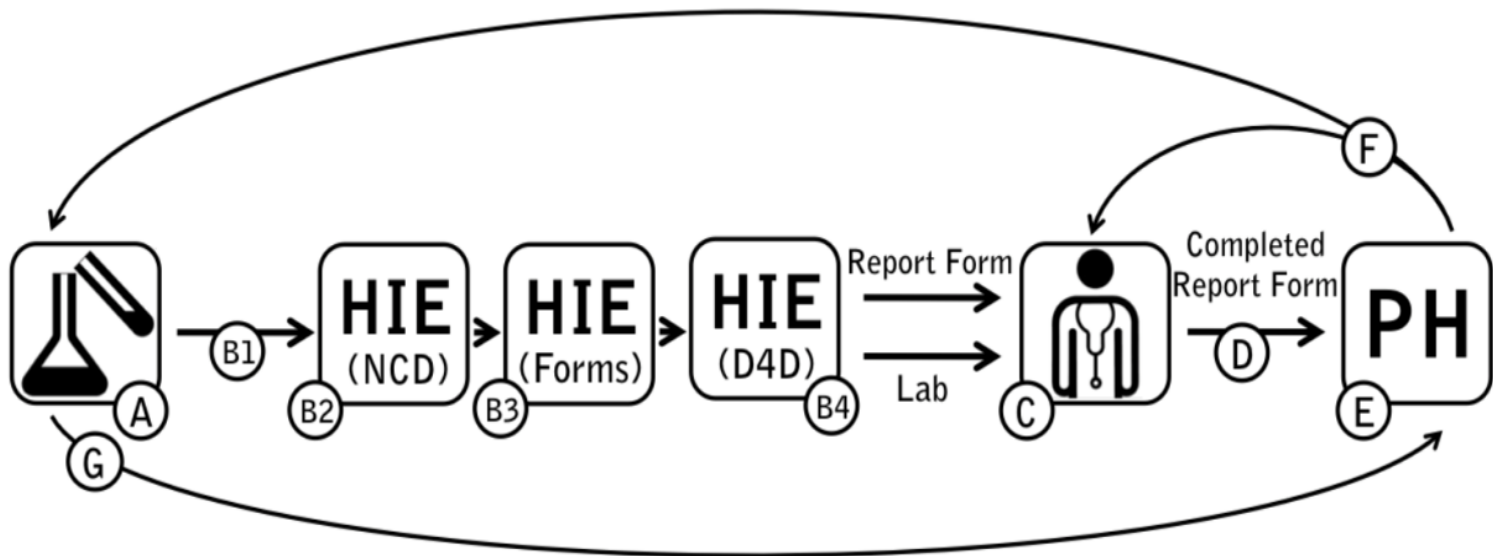 F
HIE
(NCD)
HIE
(Forms)
HIE
(D4D)
Report Form
Lab
Completed
Report Form
PH
A
B1
B2
B3
B4
C
D
E
G